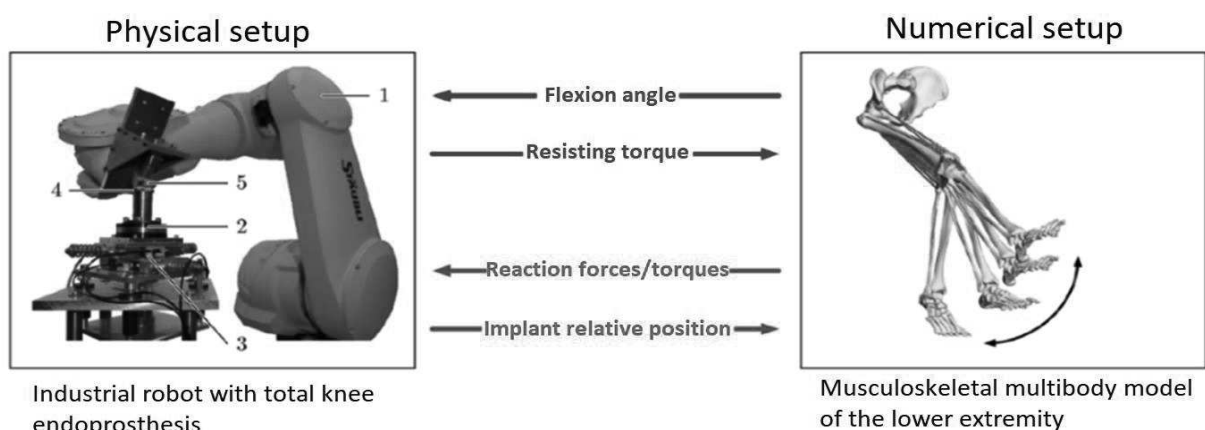 Physical setup
Numerical setup
1
5
4
2
3
STÄUBLI
Flexion angle
Resisting torque
Reaction forces/torques
Implant relative position
Industrial robot with total knee
endoprosthesis
Musculoskeletal multibody model
of the lower extremity